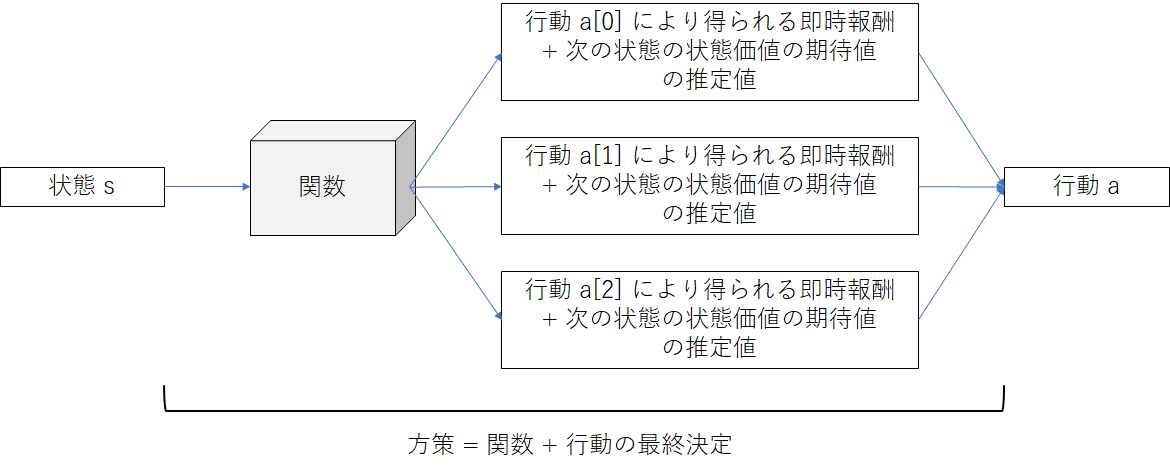 行動 a[0] により得られる即時報酬
+ 次の状態の状態価値の期待値
の推定値
状態 s
関数
行動 a[1] により得られる即時報酬
+ 次の状態の状態価値の期待値
の推定値
行動 a
行動 a[2] により得られる即時報酬
+ 次の状態の状態価値の期待値
の推定値
方策 = 関数 + 行動の最終決定